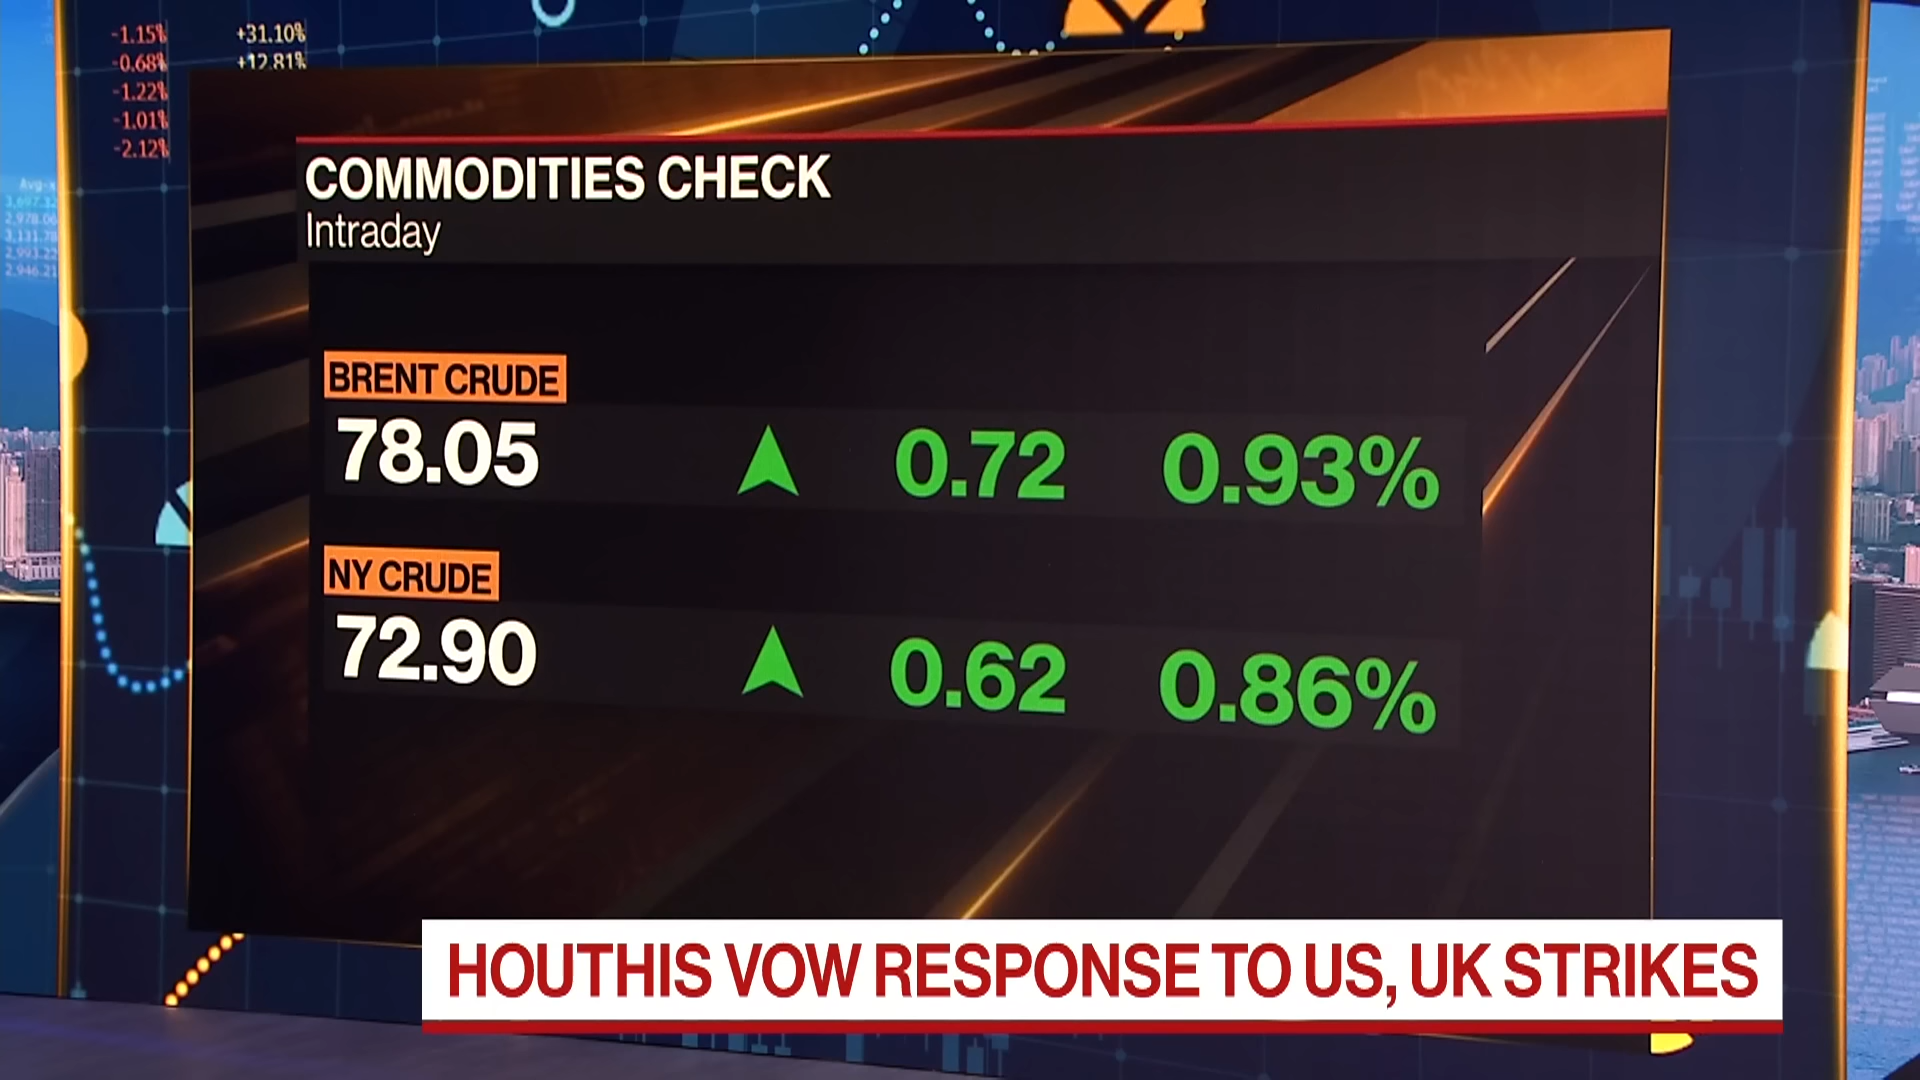 -1.15% +31.10%
-0.68% +12.81%
-1.22%
-1.01%
-2.12%
COMMODITIES CHECK
Intraday
BRENT CRUDE
78.05 0.72 0.93%
NY CRUDE
72.90 0.62 0.86%
HOUTHIS VOW RESPONSE TO US, UK STRIKES